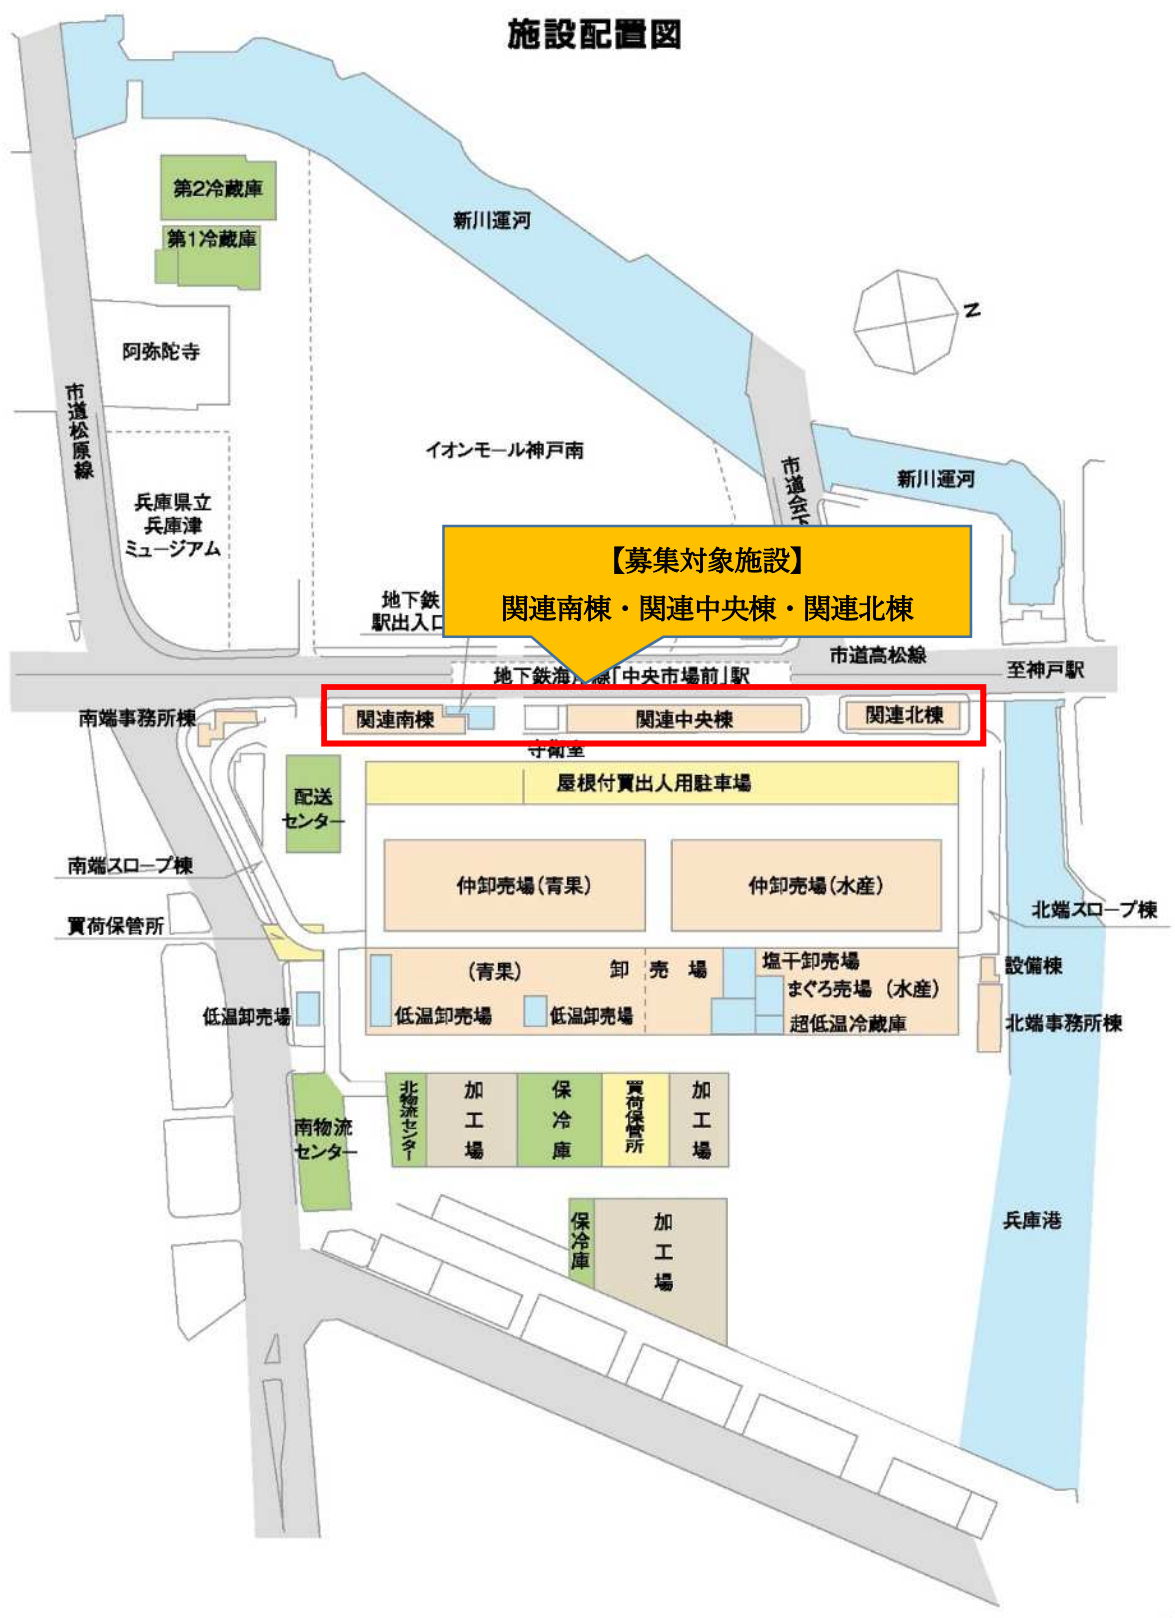 施設配置図
第2冷蔵庫
第1冷蔵庫
新川運河
N
阿弥陀寺
市道松原線
イオンモール神戸南
市道会下
新川運河
兵庫県立
兵庫津
ミュージアム
【募集対象施設】
関連南棟・関連中央棟・関連北棟
地下鉄
駅出入口
市道高松線
至神戸駅
地下鉄海岸線「中央市場前」駅
南端事務所棟
関連南棟
関連中央棟
関連北棟
守衛室
屋根付買出人用駐車場
配送
センター
南端スロープ棟
仲卸売場(青果)
仲卸売場(水産)
北端スロープ棟
買荷保管所
(青果)
卸売場
塩干卸売場
設備棟
まぐろ売場
(水産)
低温卸売場
低温卸売場
低温卸売場
超低温冷蔵庫
北端事務所棟
北物流センター
加工場
保冷庫
買荷保管所
加工場
南物流
センター
保冷庫
加工場
兵庫港